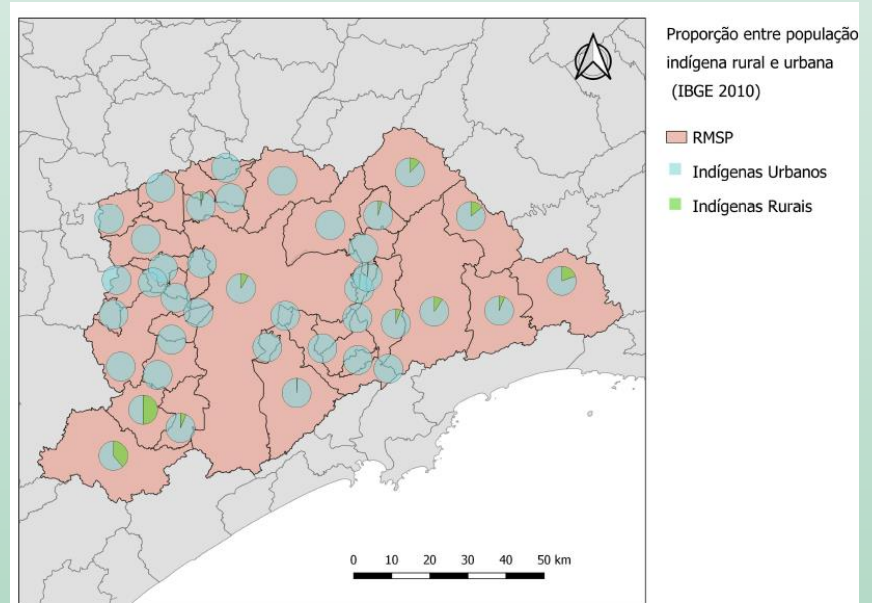 Proporção entre população
indígena rural e urbana
(IBGE 2010)
RMSP
Indígenas Urbanos
Indígenas Rurais
0 10 20 30 40 50 km